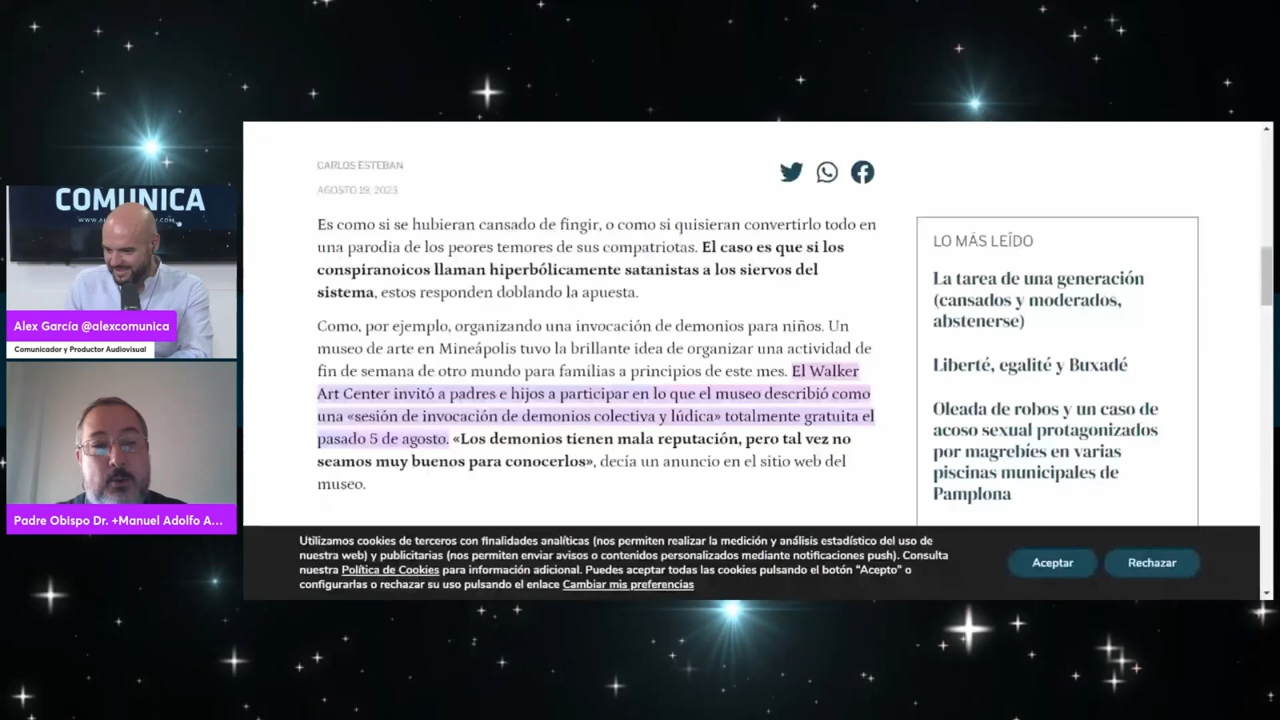 COMUNICA
Alex García @alexcomunica
Comunicador y Productor Audiovisual
Padre Obispo Dr. +Manuel Adolfo A...
CARLOS ESTEBAN
AGOSTO 19, 2023
Es como si se hubieran cansado de fingir, o como si quisieran convertirlo todo en
una parodia de los peores temores de sus compatriotas. El caso es que si los
conspiranoicos llaman hiperbólicamente satanistas a los siervos del
sistema, estos responden doblando la apuesta.
Como, por ejemplo, organizando una invocación de demonios para niños. Un
museo de arte en Mineápolis tuvo la brillante idea de organizar una actividad de
fin de semana de otro mundo para familias a principios de este mes. El Walker
Art Center invitó a padres e hijos a participar en lo que el museo describió como
una «sesión de invocación de demonios colectiva y lúdica» totalmente gratuita el
pasado 5 de agosto. «Los demonios tienen mala reputación, pero tal vez no
seamos muy buenos para conocerlos», decía un anuncio en el sitio web del
museo.
LO MÁS LEÍDO
La tarea de una generación
(cansados y moderados,
abstenerse)
Liberté, egalité y Buxadé
Oleada de robos y un caso de
acoso sexual protagonizados
por magrebíes en varias
piscinas municipales de
Pamplona
Utilizamos cookies de terceros con finalidades analíticas (nos permiten realizar la medición y análisis estadístico del uso de
nuestra web) y publicitarias (nos permiten enviar avisos o contenidos personalizados mediante notificaciones push). Consulta
nuestra Política de Cookies para información adicional. Puedes aceptar todas las cookies pulsando el botón “Acepto” o
configurarlas o rechazar su uso pulsando el enlace Cambiar mis preferencias
Aceptar
Rechazar